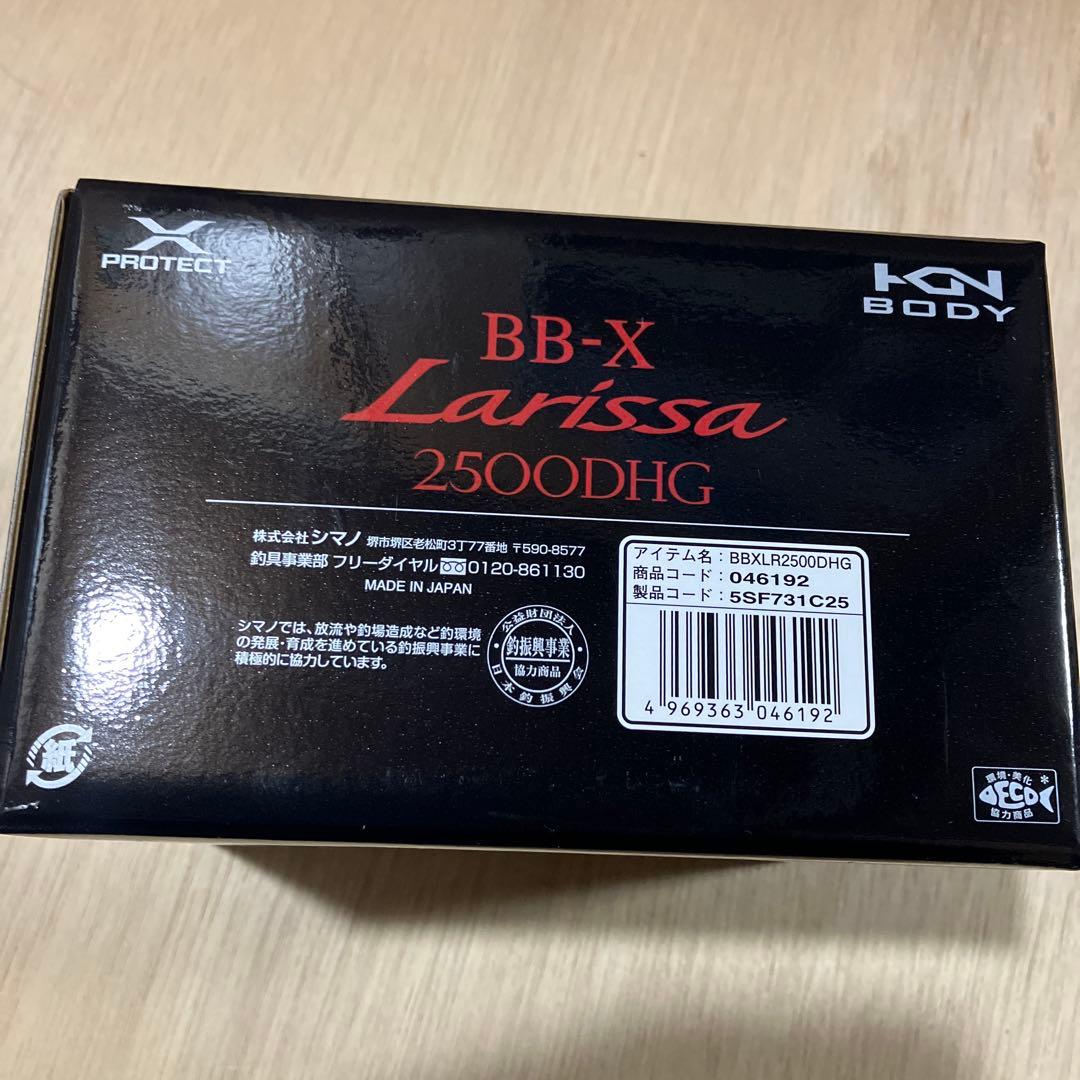 X
PROTECT
HGN
BODY
BB-X
Larissa
2500DHG
株式会社シマノ 堺市堺区老松町3丁77番地 〒590-8577
釣具事業部 フリーダイヤル 0120-861130
MADE IN JAPAN
シマノでは、放流や釣場造成など釣環境
の発展・育成を進めている釣振興事業に
積極的に協力しています。
公益財団法人
釣振興事業
協力商品
日本釣振興会
アイテム名：BBXLR2500DHG
商品コード：046192
製品コード：5SF731C25
4 969363 046192
紙
環境・美化
ECO
協力商品